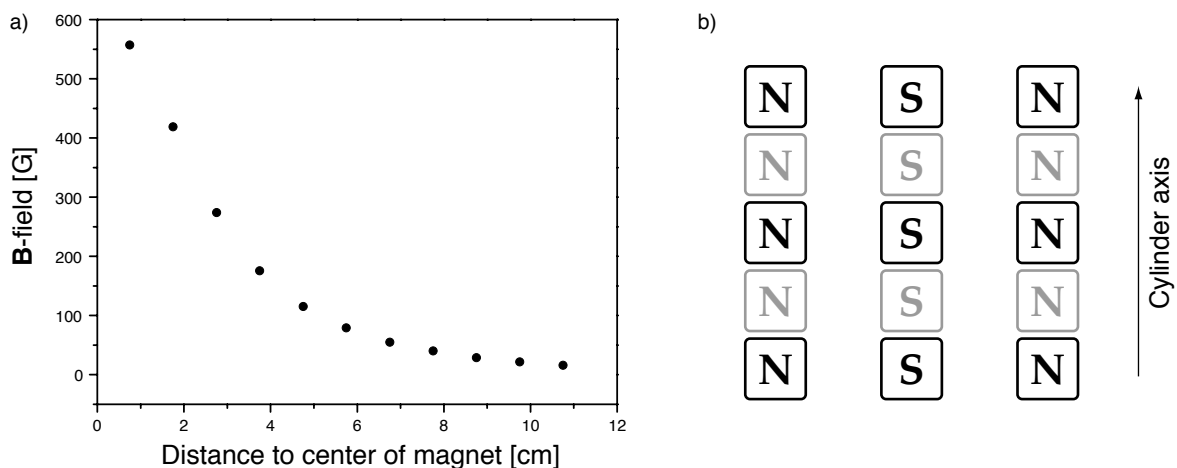 a)
600
500
400
300
200
100
0
0 2 4 6 8 10 12
B-field [G]
Distance to center of magnet [cm]
b)
N S N
N S N
N S N
N S N
N S N
Cylinder axis